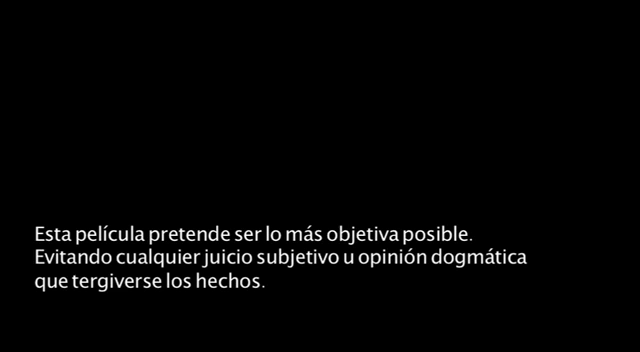 Esta película pretende ser lo más objetiva posible.
Evitando cualquier juicio subjetivo u opinión dogmática
que tergiverse los hechos.